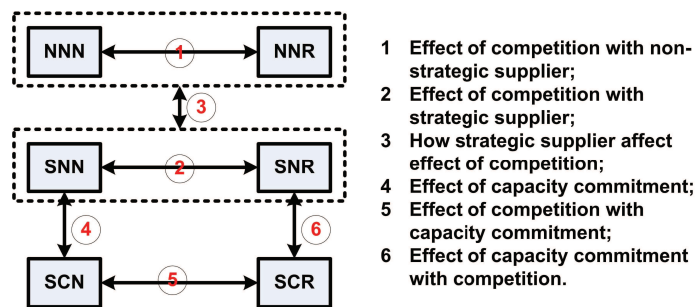 NNN 1 NNR
3
SNN 2 SNR
4 6
SCN 5 SCR
1 Effect of competition with non-
strategic supplier;
2 Effect of competition with
strategic supplier;
3 How strategic supplier affect
effect of competition;
4 Effect of capacity commitment;
5 Effect of competition with
capacity commitment;
6 Effect of capacity commitment
with competition.